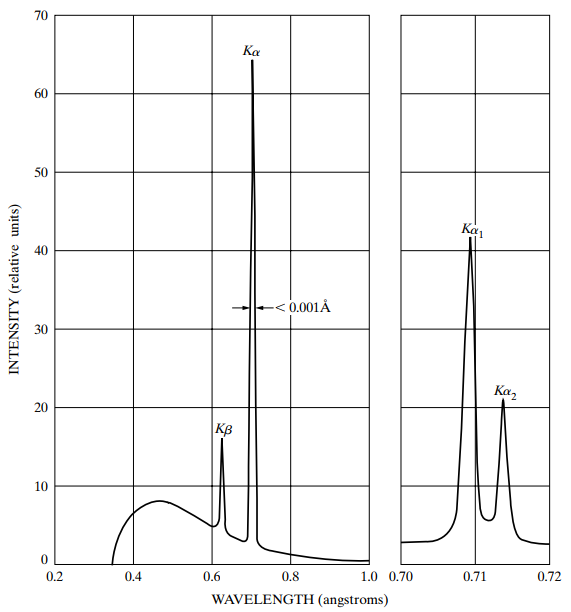 70
60
50
40
30
20
10
0
INTENSITY (relative units)
Kα
< 0.001Å
Kβ
Kα1
Kα2
0.2 0.4 0.6 0.8 1.0 0.70 0.71 0.72
WAVELENGTH (angstroms)